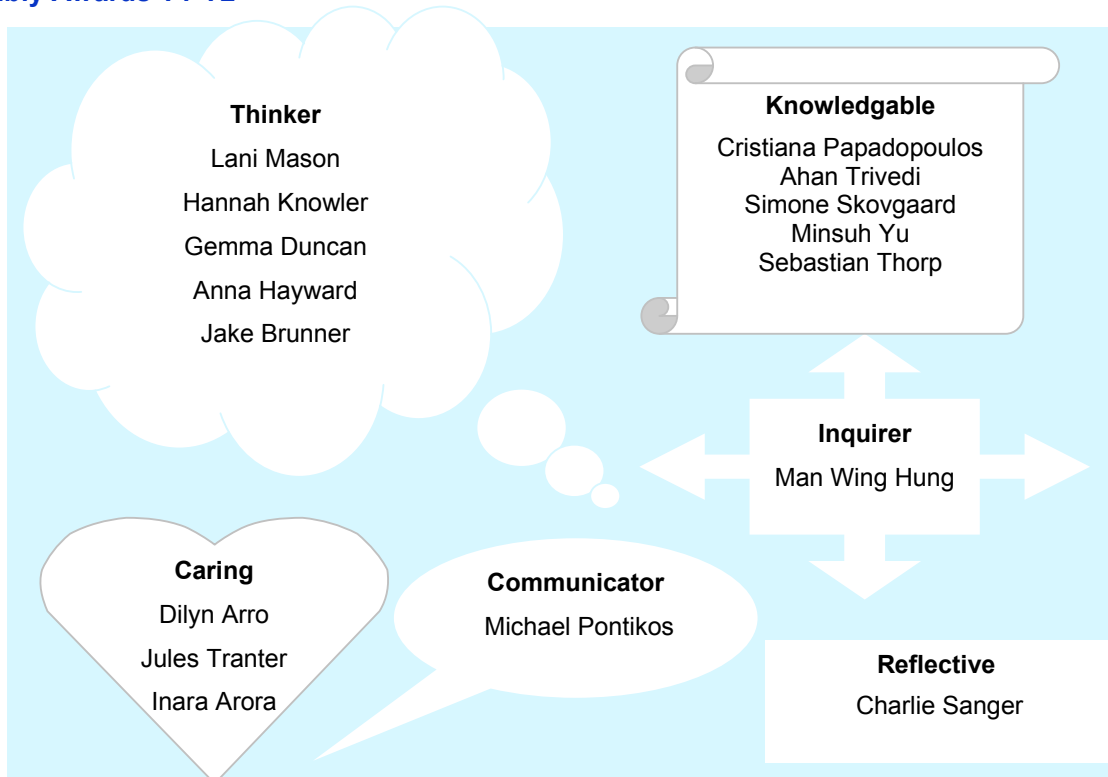 Thinker
Lani Mason
Hannah Knowler
Gemma Duncan
Anna Hayward
Jake Brunner
Knowledgable
Cristiana Papadopoulos
Ahan Trivedi
Simone Skovgaard
Minsuh Yu
Sebastian Thorp
Inquirer
Man Wing Hung
Caring
Dilyn Arro
Jules Tranter
Inara Arora
Communicator
Michael Pontikos
Reflective
Charlie Sanger